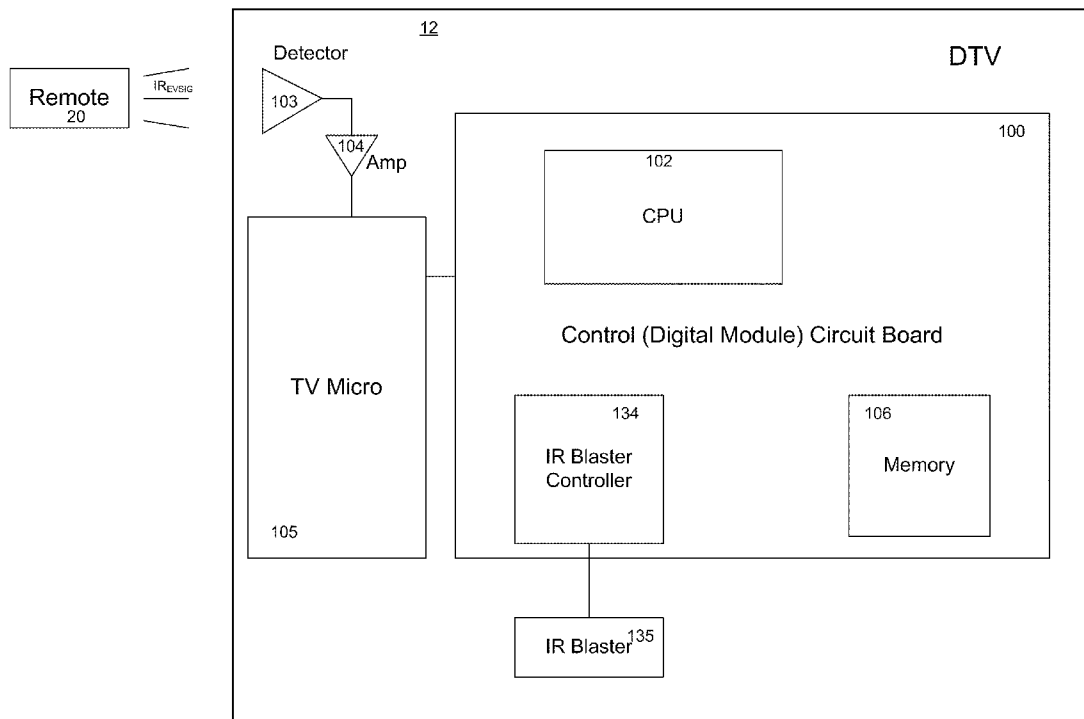 12
DTV
Detector
Remote
20
IREVSIG
103
104
Amp
100
102
CPU
Control (Digital Module) Circuit Board
TV Micro
105
134
IR Blaster
Controller
106
Memory
IR Blaster
135